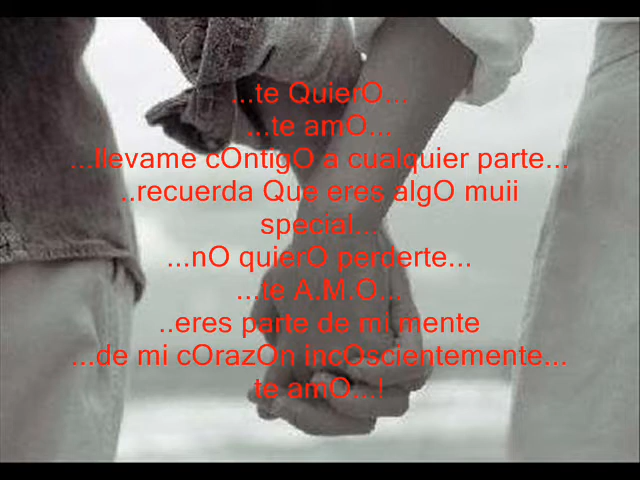 ...te QuierO...
...te amO...
...llevame cOntigO a cualquier parte...
..recuerda Que eres algO muii
special...
...nO quierO perderte...
...te A.M.O...
..eres parte de mi mente
...de mi cOrazOn incOscientemente...
te amO...!